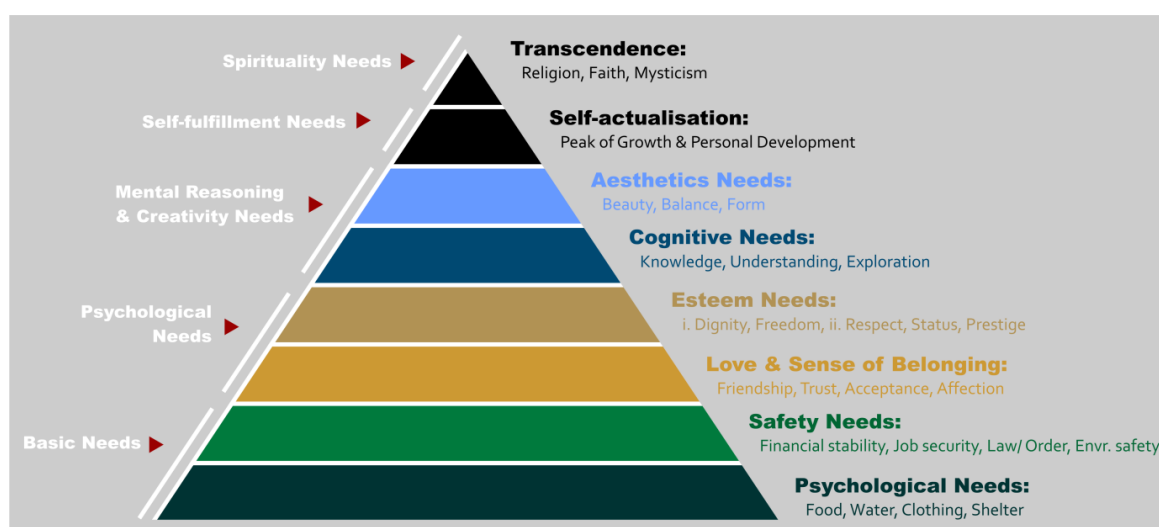 Spirituality Needs
Transcendence:
Religion, Faith, Mysticism
Self-fulfillment Needs
Self-actualisation:
Peak of Growth & Personal Development
Mental Reasoning
& Creativity Needs
Aesthetics Needs:
Beauty, Balance, Form
Cognitive Needs:
Knowledge, Understanding, Exploration
Psychological
Needs
Esteem Needs:
i. Dignity, Freedom, ii. Respect, Status, Prestige
Love & Sense of Belonging:
Friendship, Trust, Acceptance, Affection
Basic Needs
Safety Needs:
Financial stability, Job security, Law/ Order, Envr. safety
Psychological Needs:
Food, Water, Clothing, Shelter